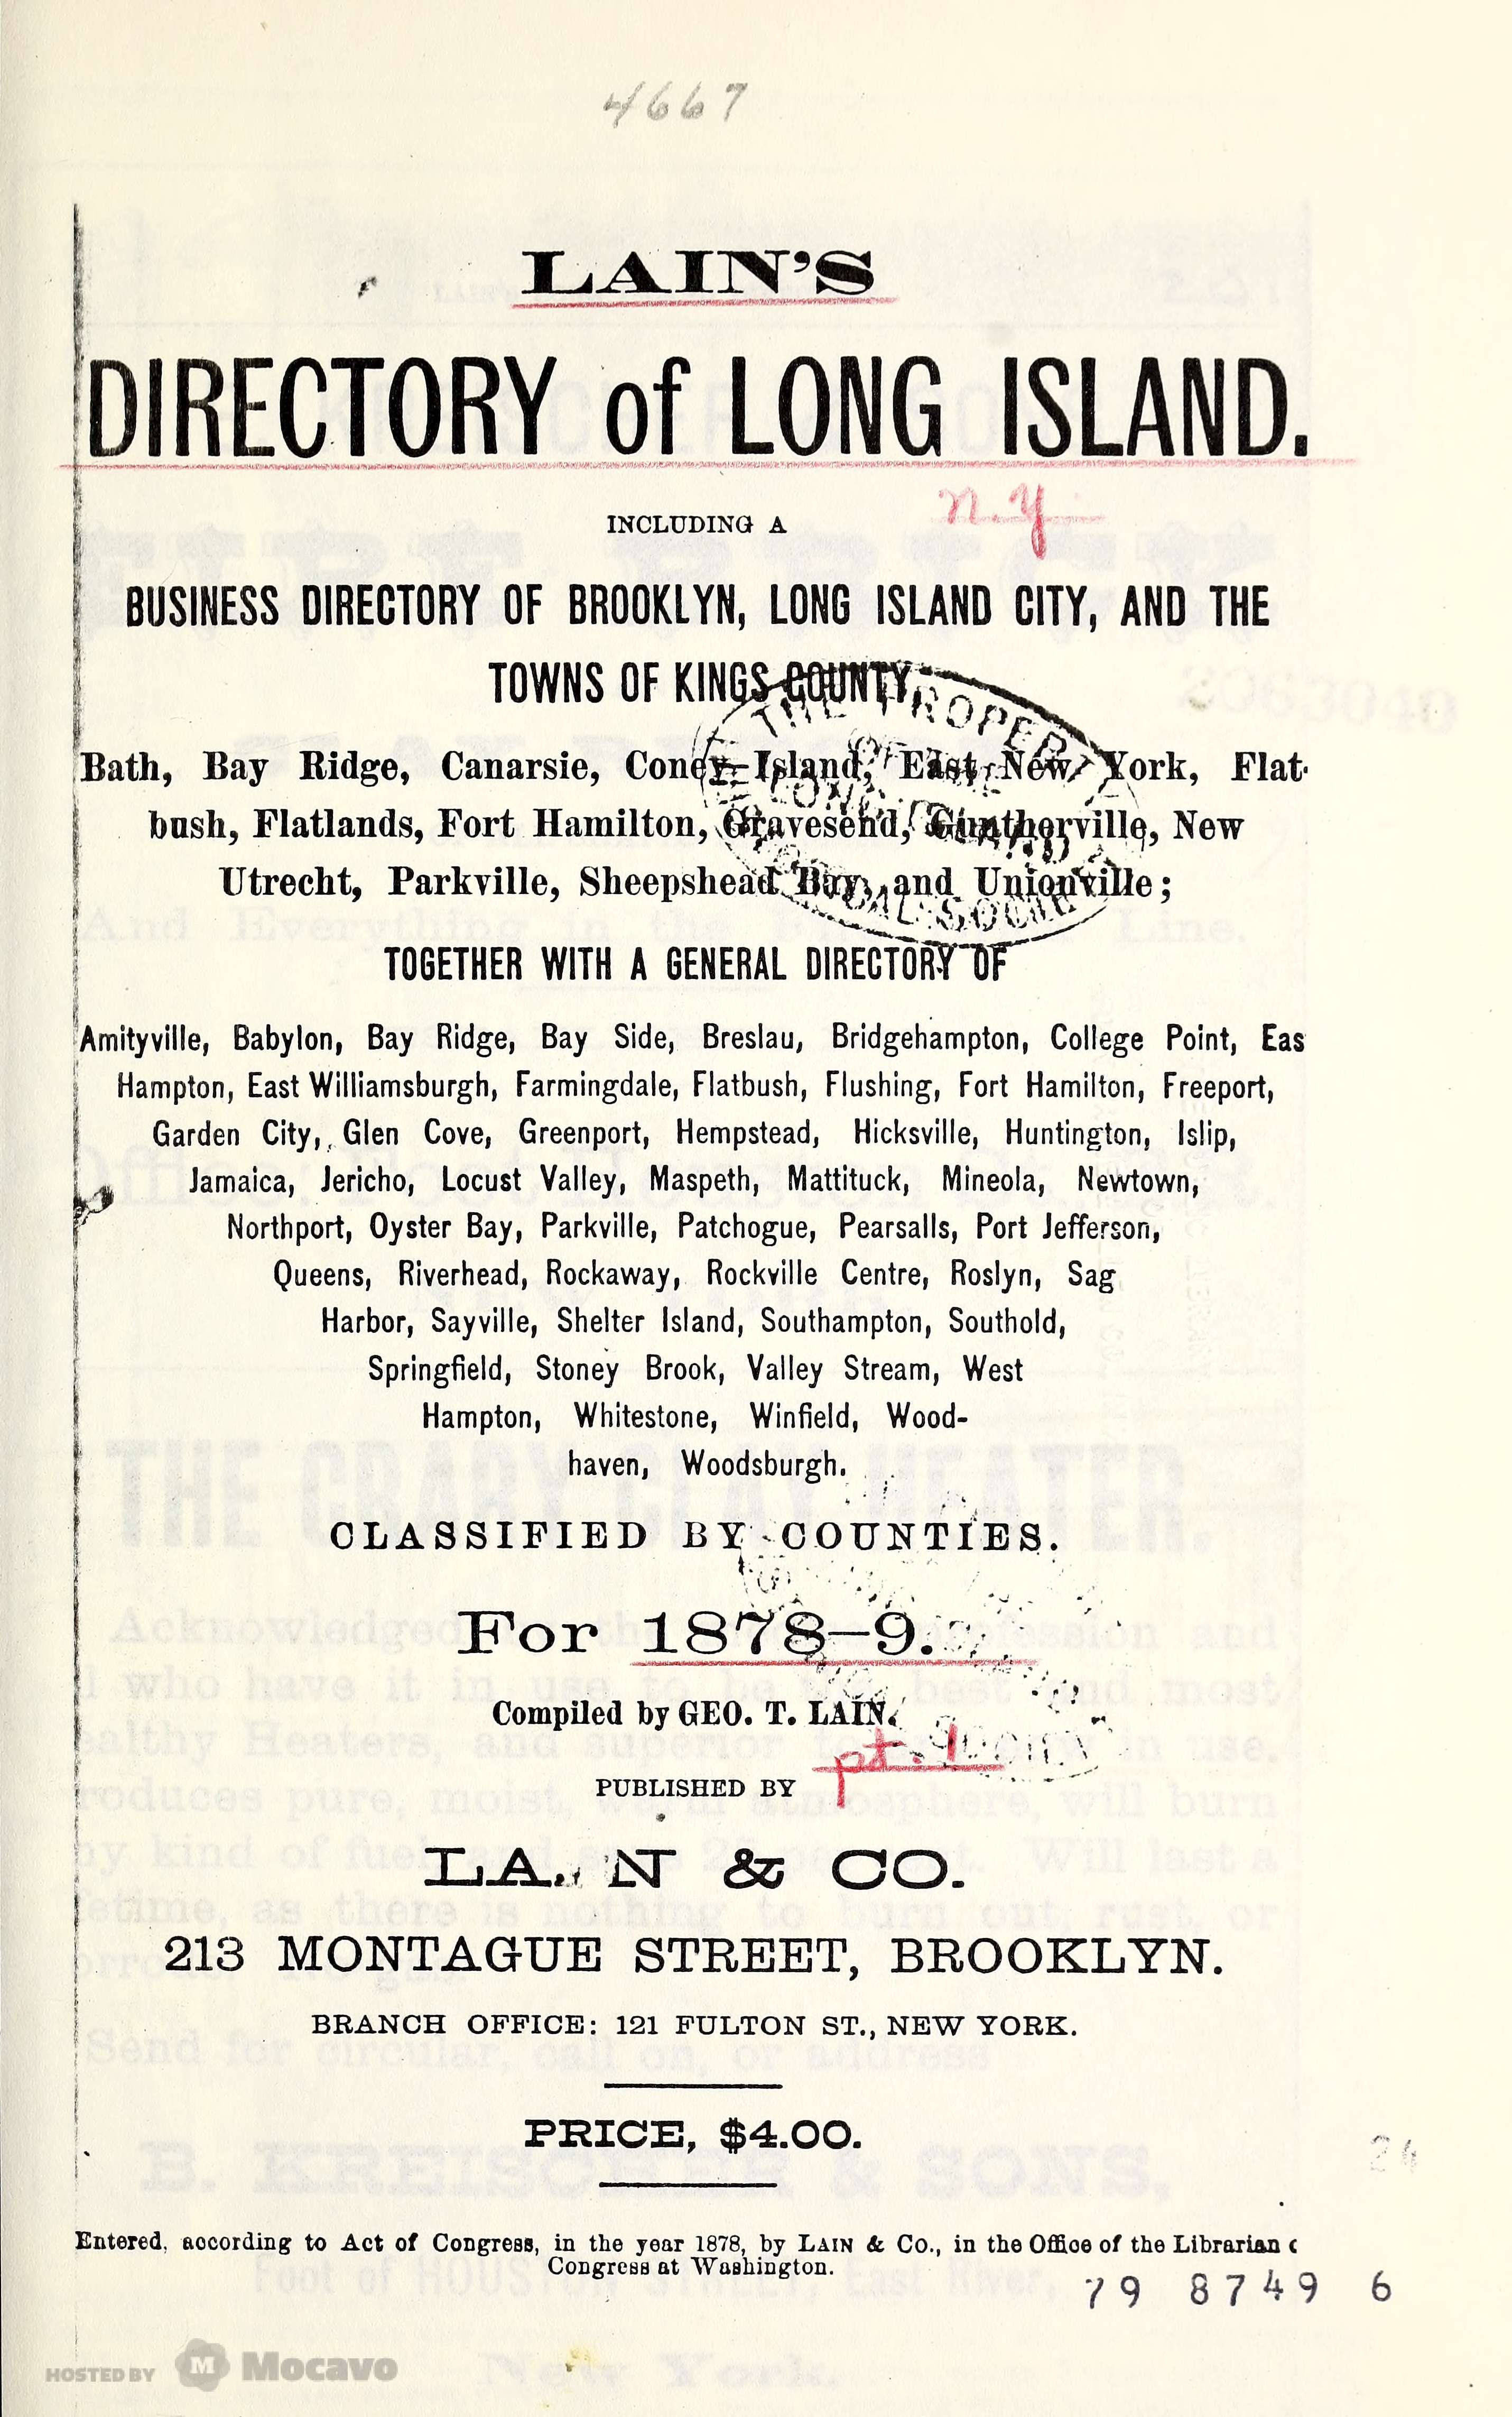 4667
LAIN'S
DIRECTORY of LONG ISLAND.
n.y.
INCLUDING A
BUSINESS DIRECTORY OF BROOKLYN, LONG ISLAND CITY, AND THE
TOWNS OF KINGS COUNTY,
THE PROPERTY
OF
Bath, Bay Ridge, Canarsie, Coney Island, East New York, Flat-
bush, Flatlands, Fort Hamilton, Gravesend, Guntherville, New
Utrecht, Parkville, Sheepshead Bay, and Unionville;
TOGETHER WITH A GENERAL DIRECTORY OF
Amityville, Babylon, Bay Ridge, Bay Side, Breslau, Bridgehampton, College Point, Eas
Hampton, East Williamsburgh, Farmingdale, Flatbush, Flushing, Fort Hamilton, Freeport,
Garden City, Glen Cove, Greenport, Hempstead, Hicksville, Huntington, Islip,
Jamaica, Jericho, Locust Valley, Maspeth, Mattituck, Mineola, Newtown,
Northport, Oyster Bay, Parkville, Patchogue, Pearsalls, Port Jefferson,
Queens, Riverhead, Rockaway, Rockville Centre, Roslyn, Sag
Harbor, Sayville, Shelter Island, Southampton, Southold,
Springfield, Stoney Brook, Valley Stream, West
Hampton, Whitestone, Winfield, Wood-
haven, Woodsburgh.
CLASSIFIED BY COUNTIES.
For 1878-9.
Compiled by GEO. T. LAIN.
pt. 1
PUBLISHED BY
LAIN & CO.
213 MONTAGUE STREET, BROOKLYN.
BRANCH OFFICE: 121 FULTON ST., NEW YORK.
PRICE, $4.00.
24
Entered, according to Act of Congress, in the year 1878, by LAIN & CO., in the Office of the Librarian
Congress at Washington.
79 8749 6
HOSTED BY Mocavo